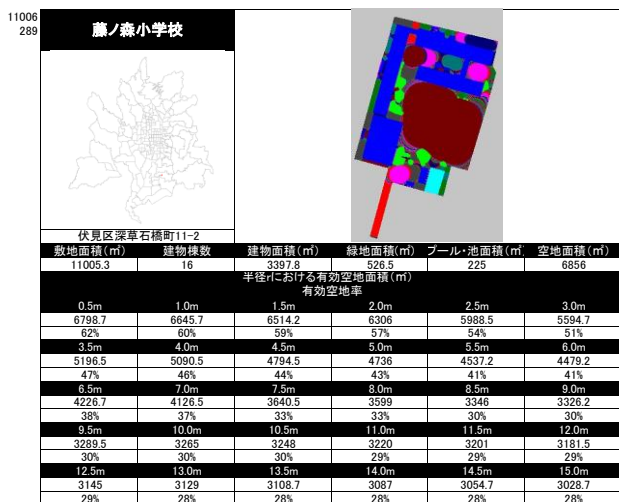 11006
289
藤ノ森小学校
伏見区深草石橋町11-2
敷地面積(㎡) 建物棟数 建物面積(㎡) 緑地面積(㎡) プール・池面積(㎡) 空地面積(㎡)
11005.3 16 3397.8 526.5 225 6856
半径rにおける有効空地面積(㎡)
有効空地率
0.5m 1.0m 1.5m 2.0m 2.5m 3.0m
6798.7 6645.7 6514.2 6306 5988.5 5594.7
62% 60% 59% 57% 54% 51%
3.5m 4.0m 4.5m 5.0m 5.5m 6.0m
5196.5 5090.5 4794.5 4736 4537.2 4479.2
47% 46% 44% 43% 41% 41%
6.5m 7.0m 7.5m 8.0m 8.5m 9.0m
4226.7 4126.5 3640.5 3599 3346 3326.2
38% 37% 33% 33% 30% 30%
9.5m 10.0m 10.5m 11.0m 11.5m 12.0m
3289.5 3265 3248 3220 3201 3181.5
30% 30% 30% 29% 29% 29%
12.5m 13.0m 13.5m 14.0m 14.5m 15.0m
3145 3129 3108.7 3087 3054.7 3028.7
29% 28% 28% 28% 28% 28%